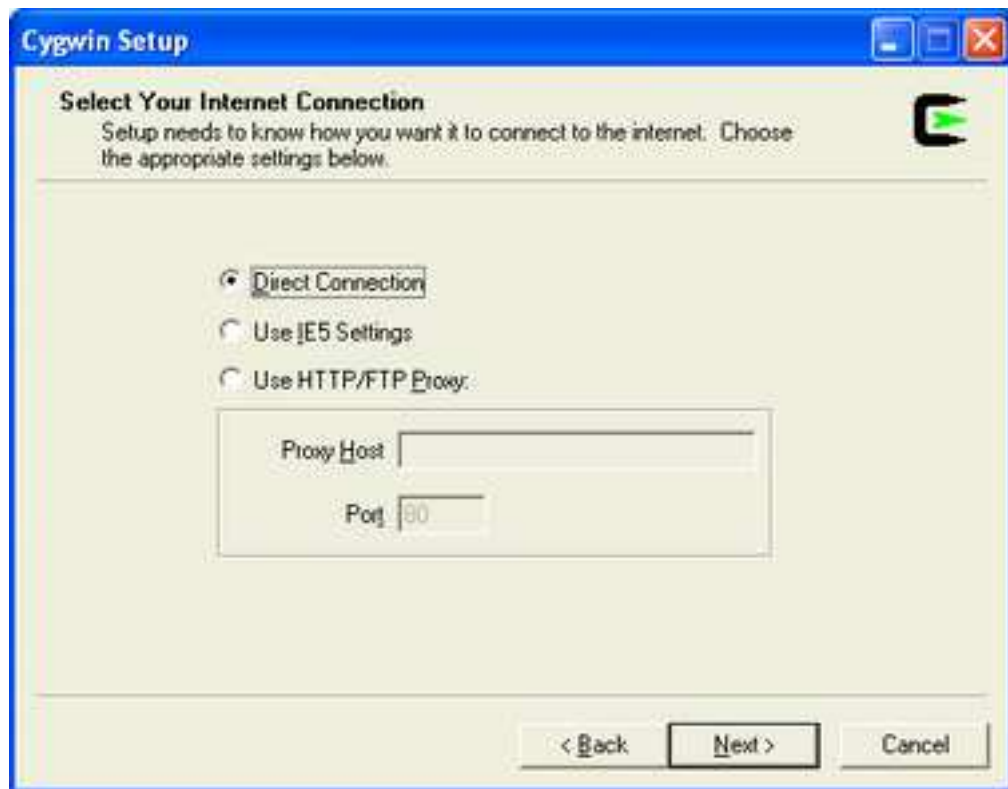 Cygwin Setup
Select Your Internet Connection
Setup needs to know how you want it to connect to the internet. Choose
the appropriate settings below.
Direct Connection
Use IE5 Settings
Use HTTP/FTP Proxy:
Proxy Host
Port 80
< Back Next > Cancel